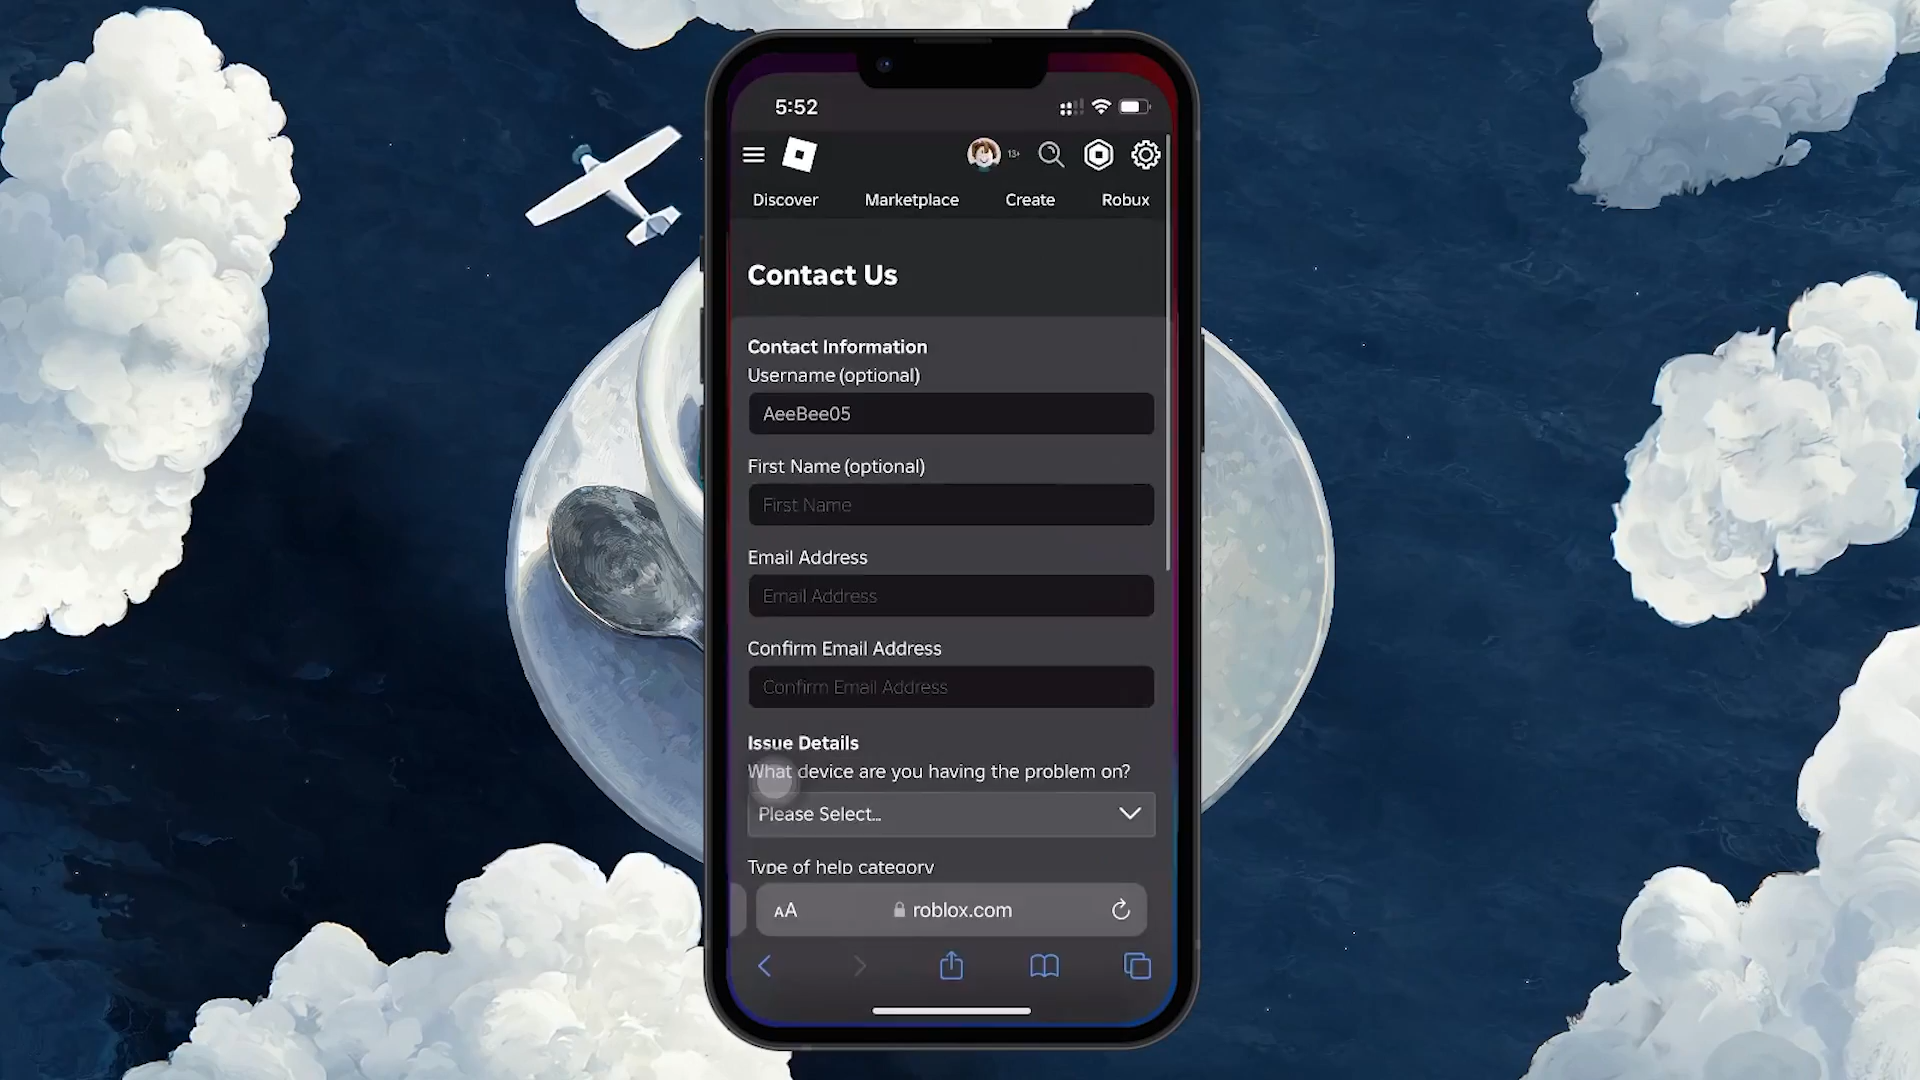 5:52
13+
Discover Marketplace Create Robux
Contact Us
Contact Information
Username (optional)
AeeBee05
First Name (optional)
First Name
Email Address
Email Address
Confirm Email Address
Confirm Email Address
Issue Details
What device are you having the problem on?
Please Select...
Type of help category
AA roblox.com